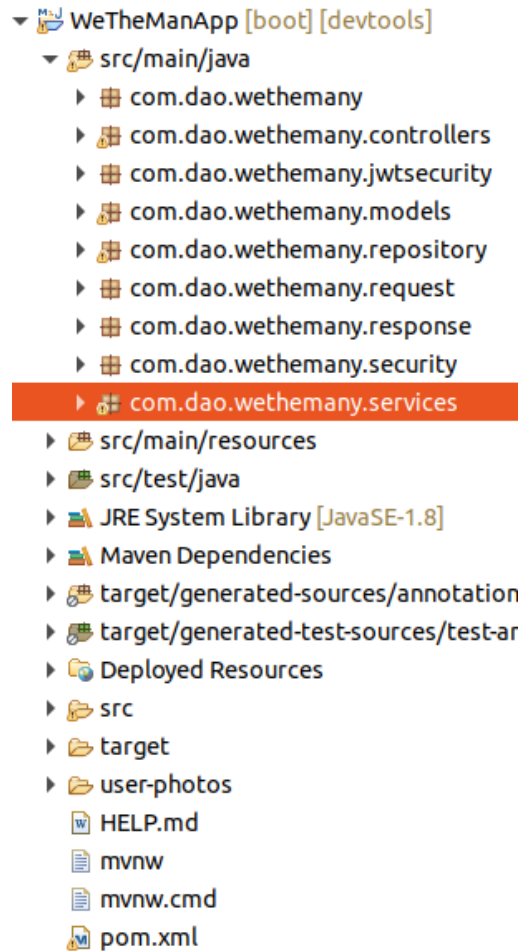 WeTheManApp [boot] [devtools]
src/main/java
com.dao.wethemany
com.dao.wethemany.controllers
com.dao.wethemany.jwtsecurity
com.dao.wethemany.models
com.dao.wethemany.repository
com.dao.wethemany.request
com.dao.wethemany.response
com.dao.wethemany.security
com.dao.wethemany.services
src/main/resources
src/test/java
JRE System Library [JavaSE-1.8]
Maven Dependencies
target/generated-sources/annotation
target/generated-test-sources/test-an
Deployed Resources
src
target
user-photos
HELP.md
mvnw
mvnw.cmd
pom.xml